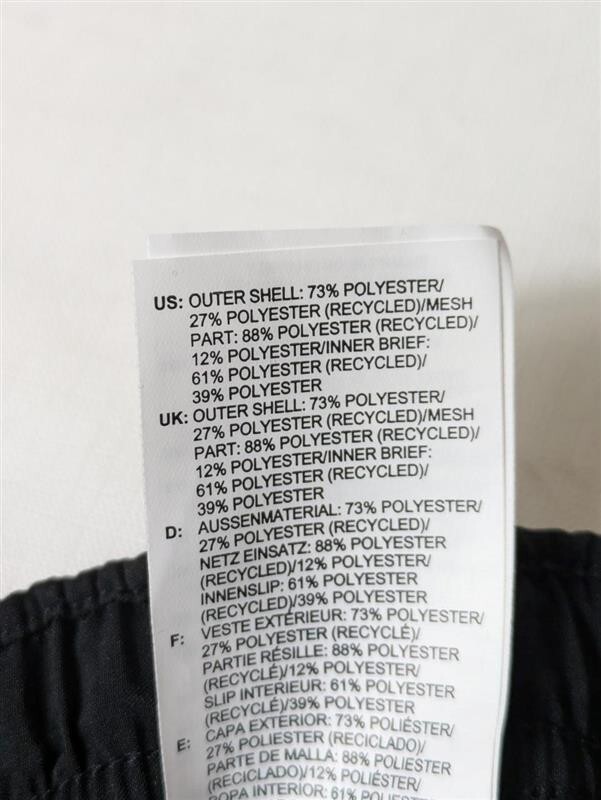 US: OUTER SHELL: 73% POLYESTER/
27% POLYESTER (RECYCLED)/MESH
PART: 88% POLYESTER (RECYCLED)/
12% POLYESTER/INNER BRIEF:
61% POLYESTER (RECYCLED)/
39% POLYESTER
UK: OUTER SHELL: 73% POLYESTER/
27% POLYESTER (RECYCLED)/MESH
PART: 88% POLYESTER (RECYCLED)/
12% POLYESTER/INNER BRIEF:
61% POLYESTER (RECYCLED)/
39% POLYESTER
D: AUSSENMATERIAL: 73% POLYESTER/
27% POLYESTER (RECYCLED)/
NETZ EINSATZ: 88% POLYESTER
(RECYCLED)/12% POLYESTER/
INNENSLIP: 61% POLYESTER
(RECYCLED)/39% POLYESTER
F: VESTE EXTÉRIEUR: 73% POLYESTER/
27% POLYESTER (RECYCLÉ)/
PARTIE RÉSILLE: 88% POLYESTER
(RECYCLÉ)/12% POLYESTER/
SLIP INTERIEUR: 61% POLYESTER
(RECYCLÉ)/39% POLYESTER
E: CAPA EXTERIOR: 73% POLIÉSTER/
27% POLIESTER (RECICLADO)/
PARTE DE MALLA: 88% POLIÉSTER
(RECICLADO)/12% POLIÉSTER/
ROPA INTERIOR: 61% POLIÉSTER